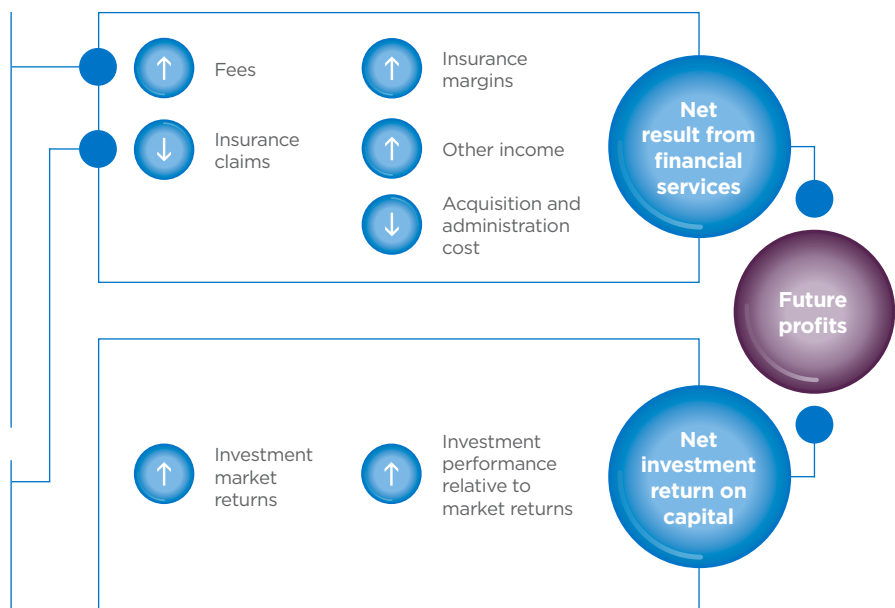 Fees
Insurance
margins
Insurance
claims
Other income
Acquisition and
administration
cost
Net
result from
financial
services
Future
profits
Investment
market
returns
Investment
performance
relative to
market returns
Net
investment
return on
capital